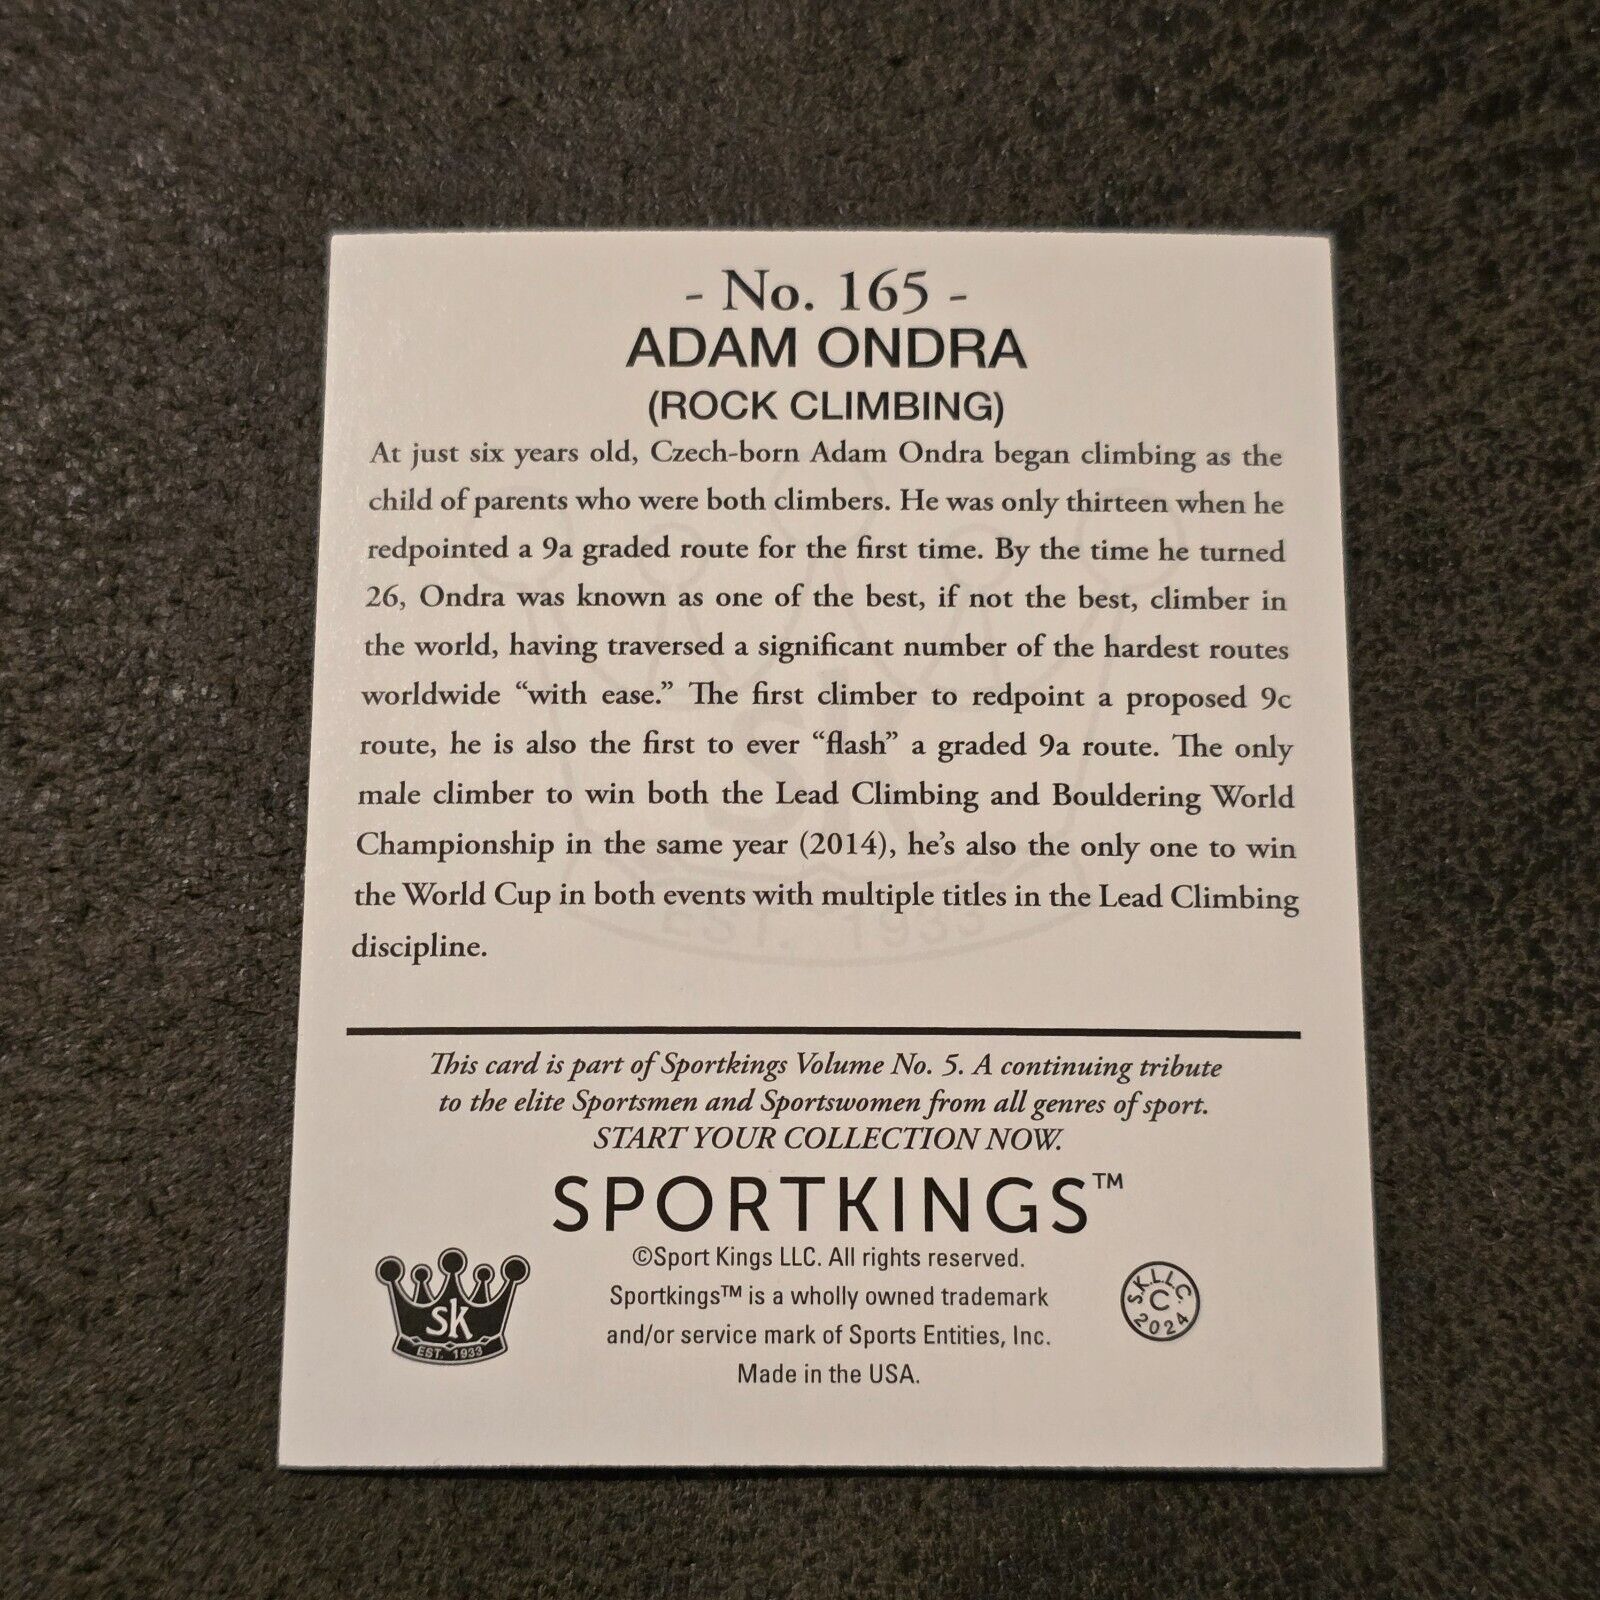 - No. 165 -
ADAM ONDRA
(ROCK CLIMBING)
At just six years old, Czech-born Adam Ondra began climbing as the
child of parents who were both climbers. He was only thirteen when he
redpointed a 9a graded route for the first time. By the time he turned
26, Ondra was known as one of the best, if not the best, climber in
the world, having traversed a significant number of the hardest routes
worldwide “with ease.” The first climber to redpoint a proposed 9c
route, he is also the first to ever “flash” a graded 9a route. The only
male climber to win both the Lead Climbing and Bouldering World
Championship in the same year (2014), he’s also the only one to win
the World Cup in both events with multiple titles in the Lead Climbing
discipline.
SK
EST. 1933
This card is part of Sportkings Volume No. 5. A continuing tribute
to the elite Sportsmen and Sportswomen from all genres of sport.
START YOUR COLLECTION NOW.
SPORTKINGS™
©Sport Kings LLC. All rights reserved.
Sportkings™ is a wholly owned trademark
and/or service mark of Sports Entities, Inc.
Made in the USA.
SK
EST. 1933
S.K.L.L.C.
C
2024